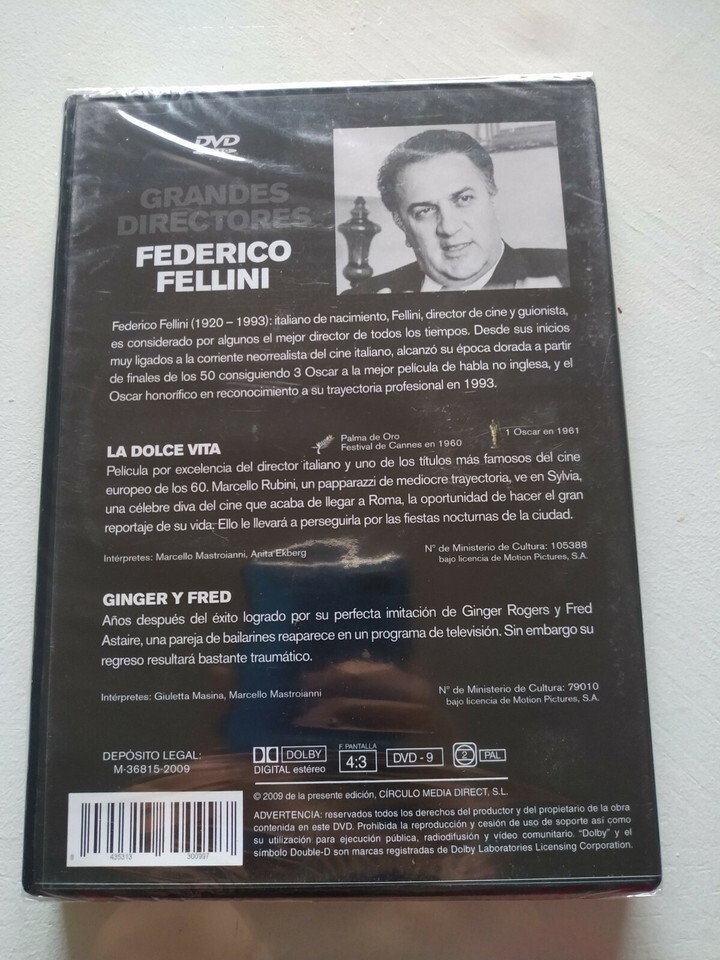 DVD
GRANDES
DIRECTORES
FEDERICO
FELLINI
Federico Fellini (1920 – 1993): italiano de nacimiento, Fellini, director de cine y guionista,
es considerado por algunos el mejor director de todos los tiempos. Desde sus inicios
muy ligados a la corriente neorrealista del cine italiano, alcanzó su época dorada a partir
de finales de los 50 consiguiendo 3 Oscar a la mejor película de habla no inglesa, y el
Oscar honorífico en reconocimiento a su trayectoria profesional en 1993.
LA DOLCE VITA
Palma de Oro
Festival de Cannes en 1960
1 Oscar en 1961
Película por excelencia del director italiano y uno de los títulos más famosos del cine
europeo de los 60. Marcello Rubini, un papparazzi de mediocre trayectoria, ve en Sylvia,
una célebre diva del cine que acaba de llegar a Roma, la oportunidad de hacer el gran
reportaje de su vida. Ello le llevará a perseguirla por las fiestas nocturnas de la ciudad.
Intérpretes: Marcello Mastroianni, Anita Ekberg
N° de Ministerio de Cultura: 105388
bajo licencia de Motion Pictures, S.A.
GINGER Y FRED
Años después del éxito logrado por su perfecta imitación de Ginger Rogers y Fred
Astaire, una pareja de bailarines reaparece en un programa de televisión. Sin embargo su
regreso resultará bastante traumático.
Intérpretes: Giuletta Masina, Marcello Mastroianni
N° de Ministerio de Cultura: 79010
bajo licencia de Motion Pictures, S.A.
DEPÓSITO LEGAL:
M-36815-2009
DOLBY
DIGITAL estéreo
F. PANTALLA
4:3
DVD - 9
2
PAL
© 2009 de la presente edición, CÍRCULO MEDIA DIRECT, S.L.
ADVERTENCIA: reservados todos los derechos del productor y del propietario de la obra
contenida en este DVD. Prohibida la reproducción y cesión de uso de soporte así como
su utilización para ejecución pública, radiodifusión y vídeo comunitario. "Dolby" y el
símbolo Double-D son marcas registradas de Dolby Laboratories Licensing Corporation.
8 435313 300997